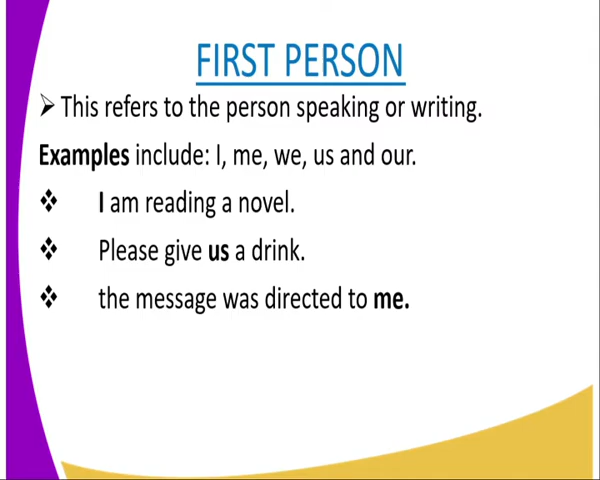 FIRST PERSON
This refers to the person speaking or writing.
Examples include: I, me, we, us and our.
I am reading a novel.
Please give us a drink.
the message was directed to me.